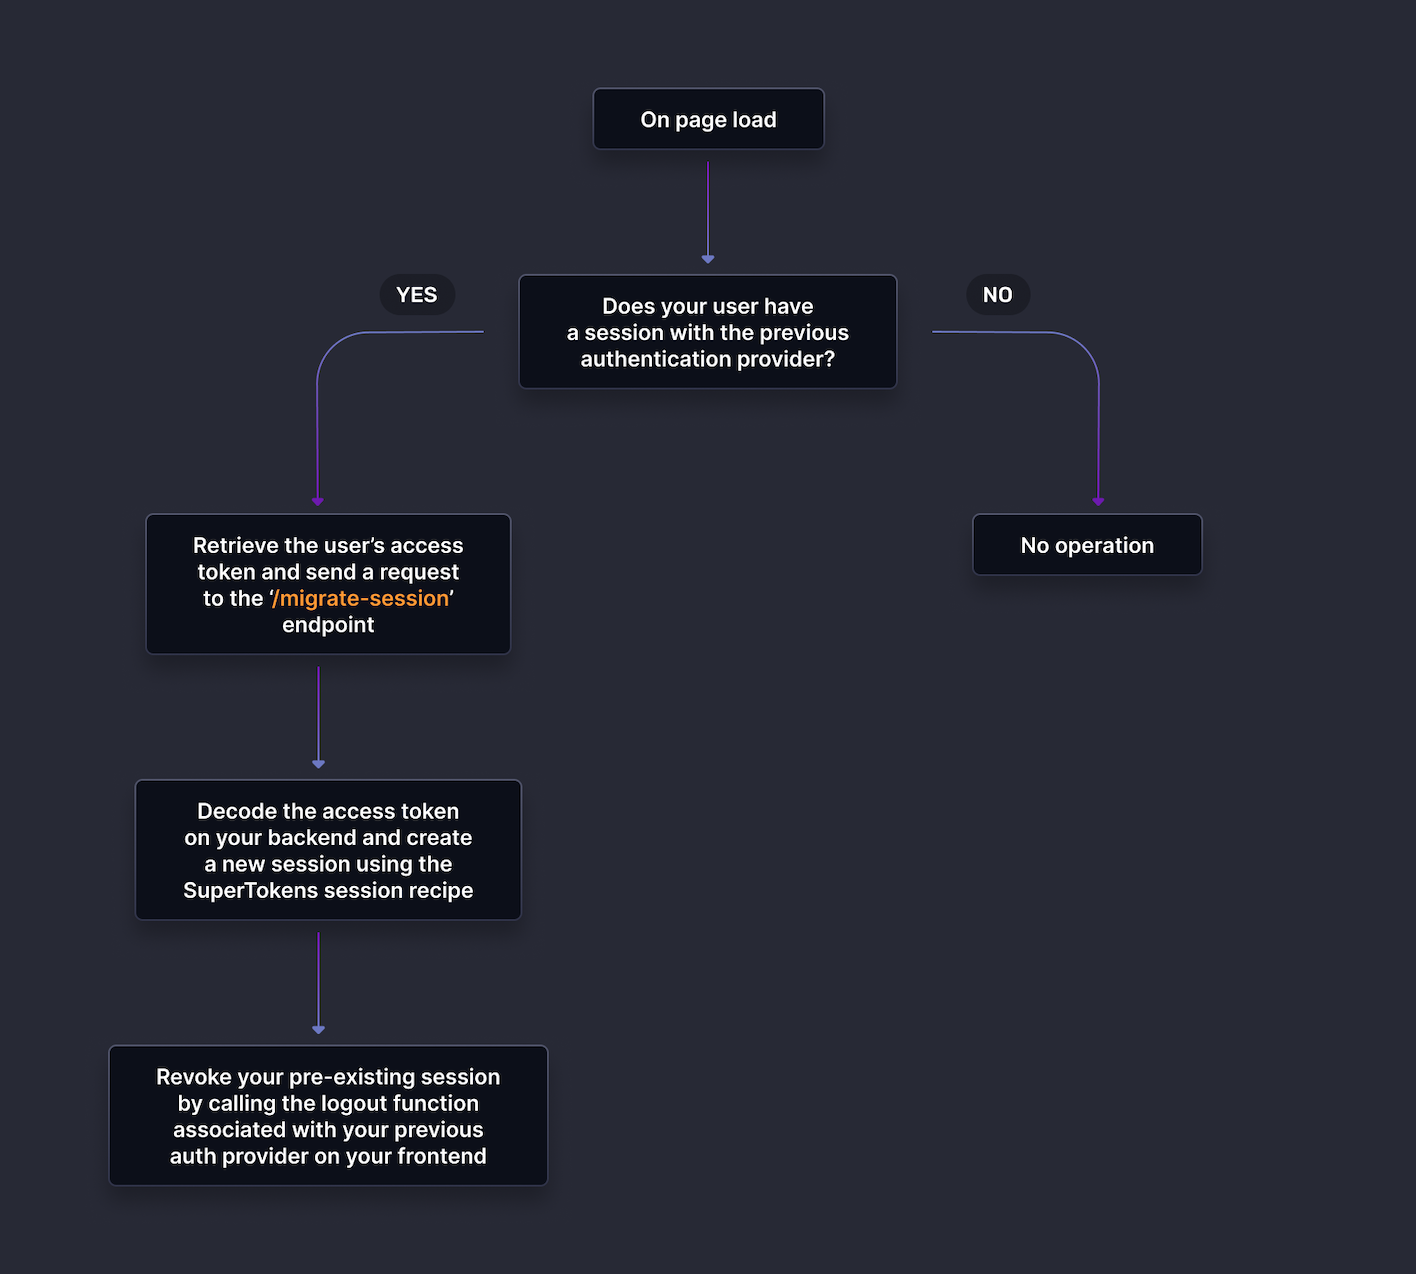 On page load
YES
Does your user have
a session with the previous
authentication provider?
NO
Retrieve the user’s access
token and send a request
to the ‘/migrate-session’
endpoint
No operation
Decode the access token
on your backend and create
a new session using the
SuperTokens session recipe
Revoke your pre-existing session
by calling the logout function
associated with your previous
auth provider on your frontend